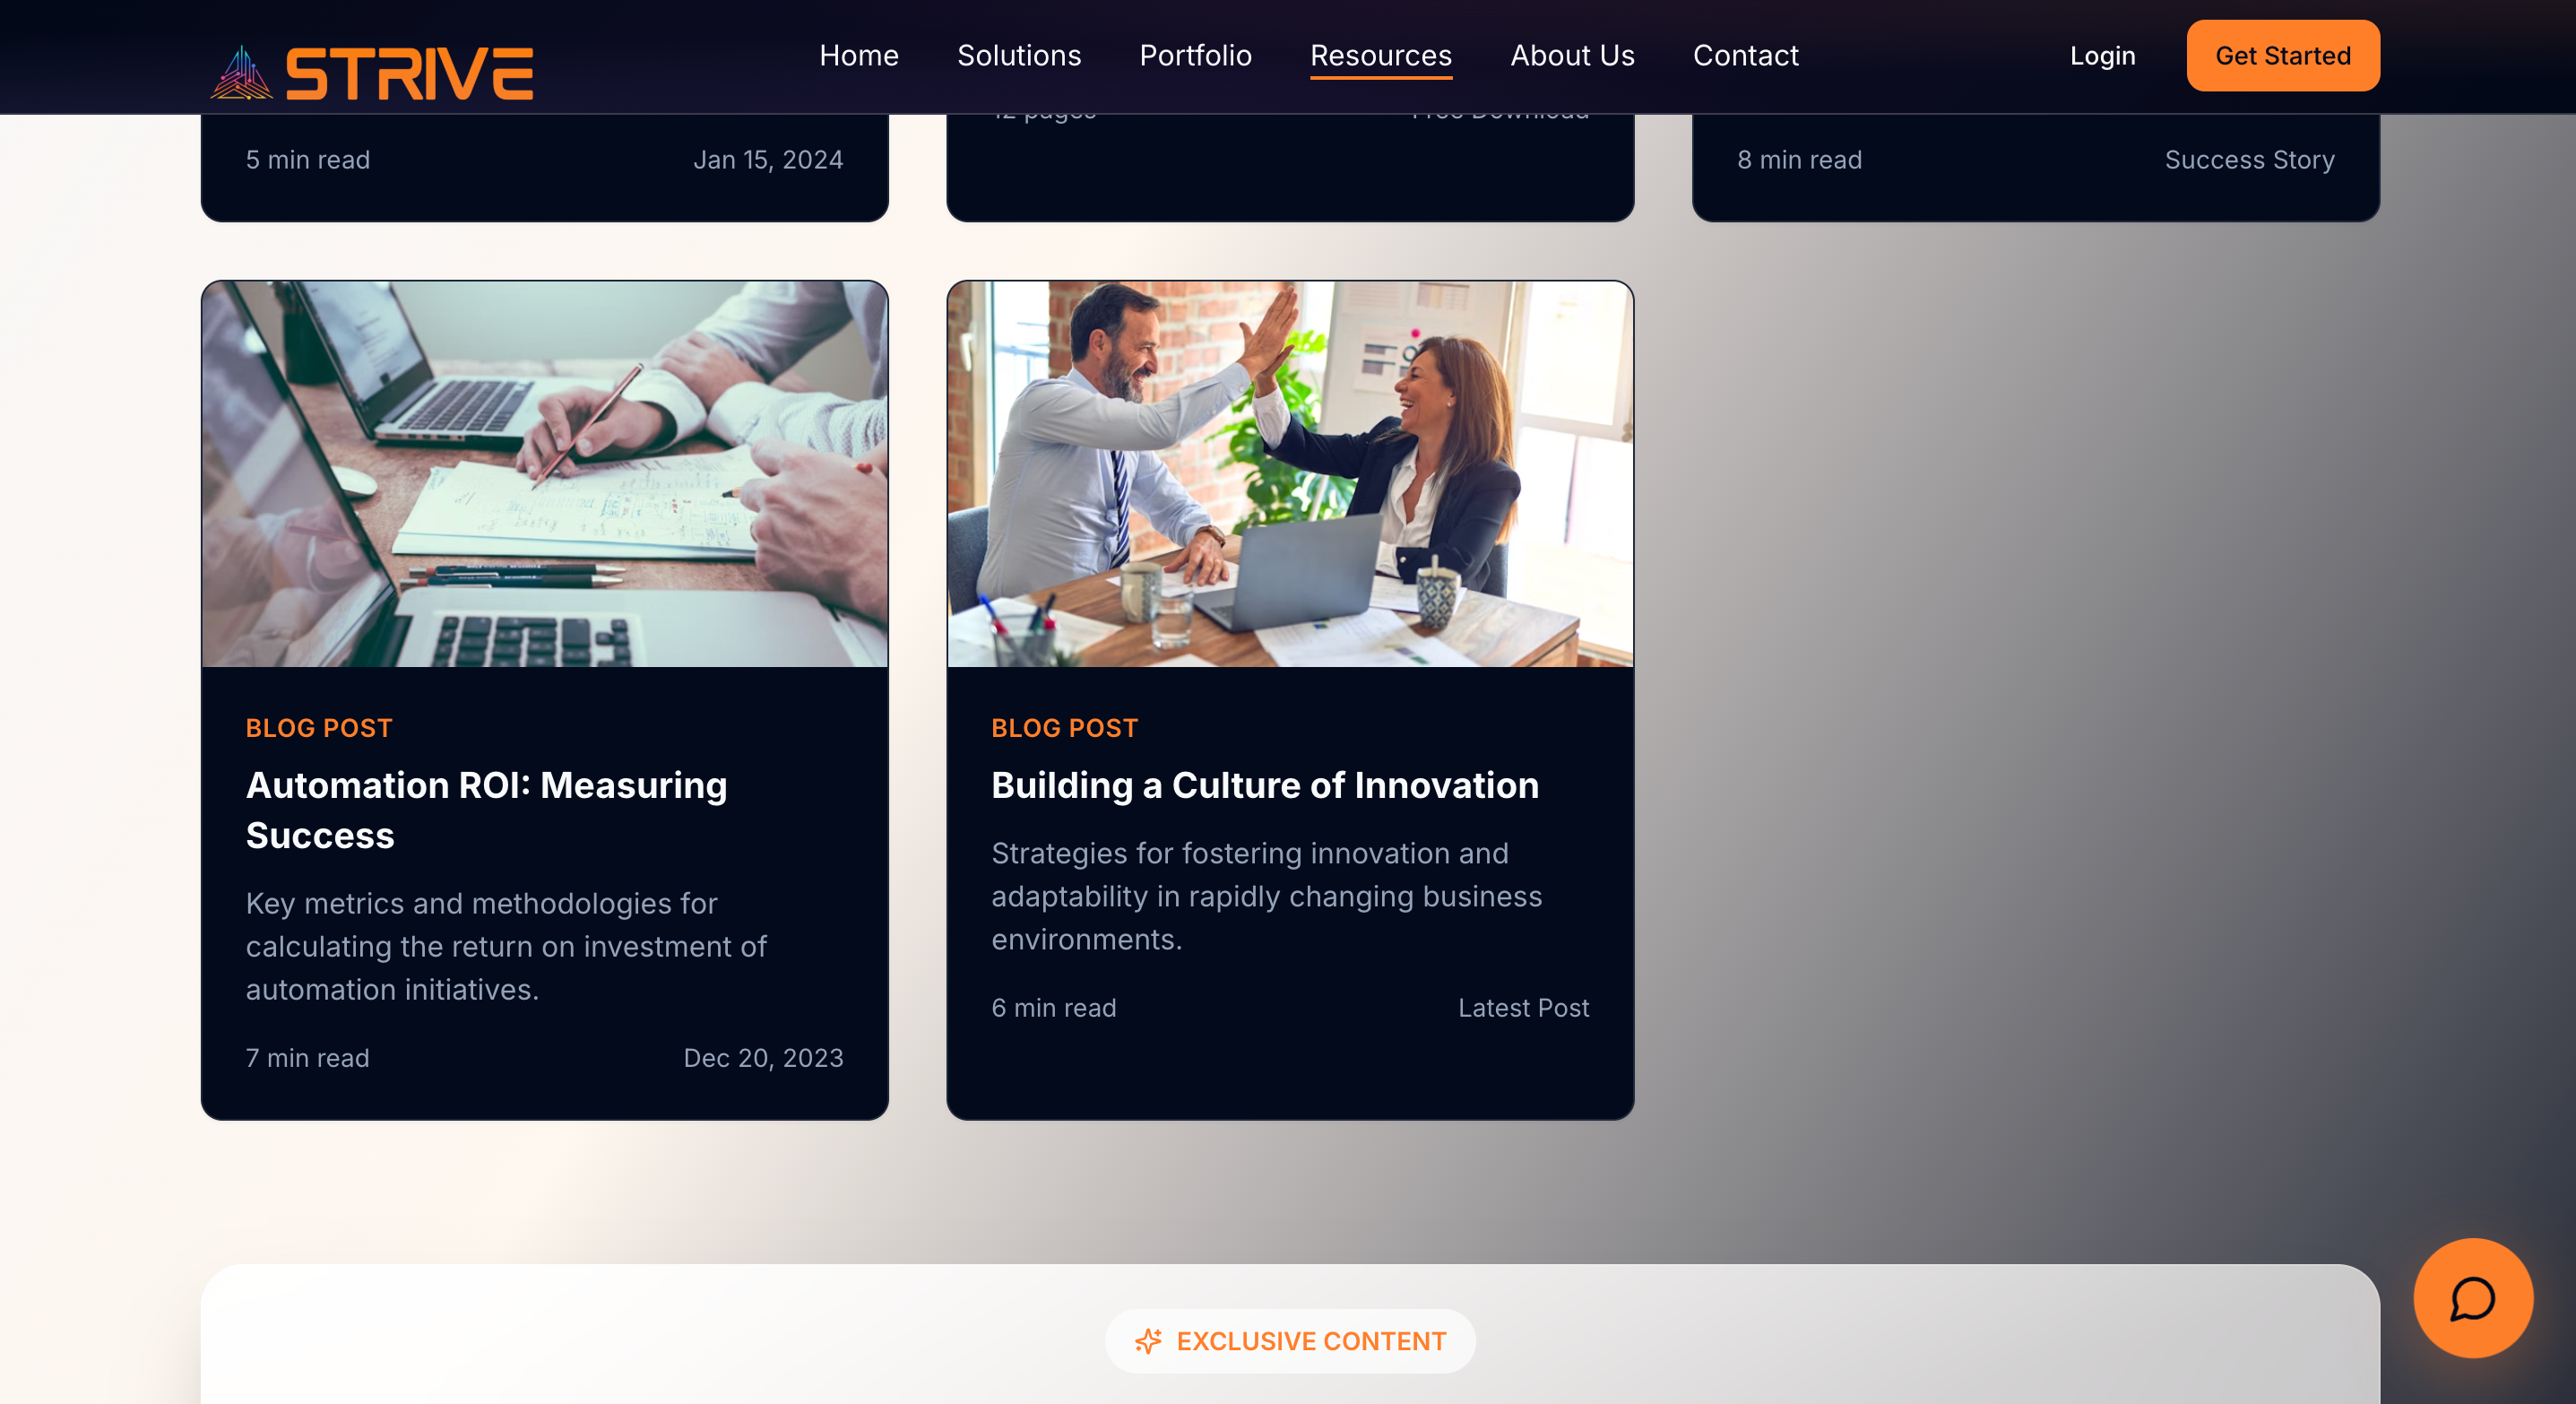 STRIVE
Home Solutions Portfolio Resources About Us Contact Login Get Started
12 pages Free Download
5 min read Jan 15, 2024
8 min read Success Story
BLOG POST
Automation ROI: Measuring
Success
Key metrics and methodologies for
calculating the return on investment of
automation initiatives.
7 min read Dec 20, 2023
BLOG POST
Building a Culture of Innovation
Strategies for fostering innovation and
adaptability in rapidly changing business
environments.
6 min read Latest Post
EXCLUSIVE CONTENT